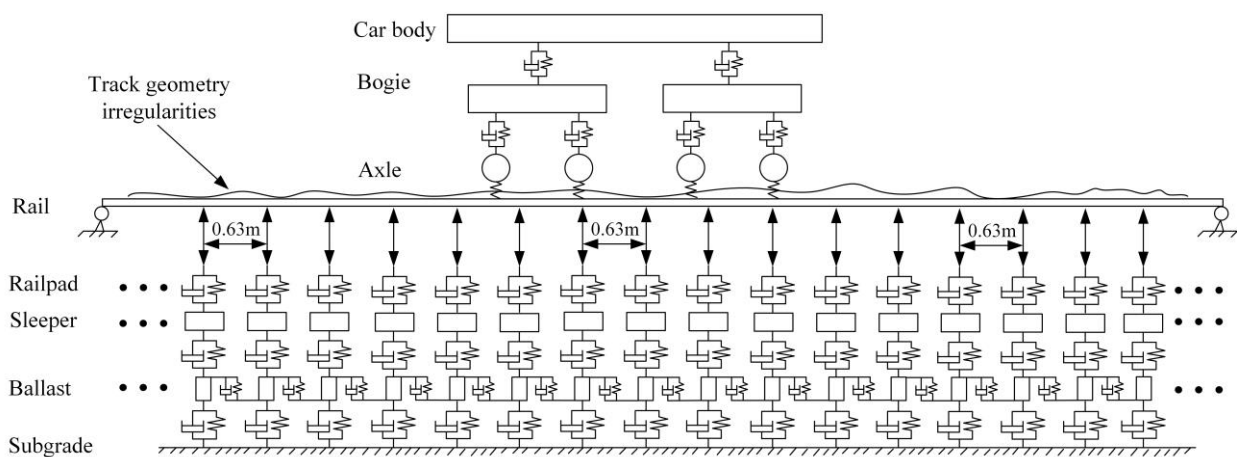 Car body
Bogie
Track geometry
irregularities
Axle
Rail
0.63m
0.63m
0.63m
Railpad
Sleeper
Ballast
Subgrade